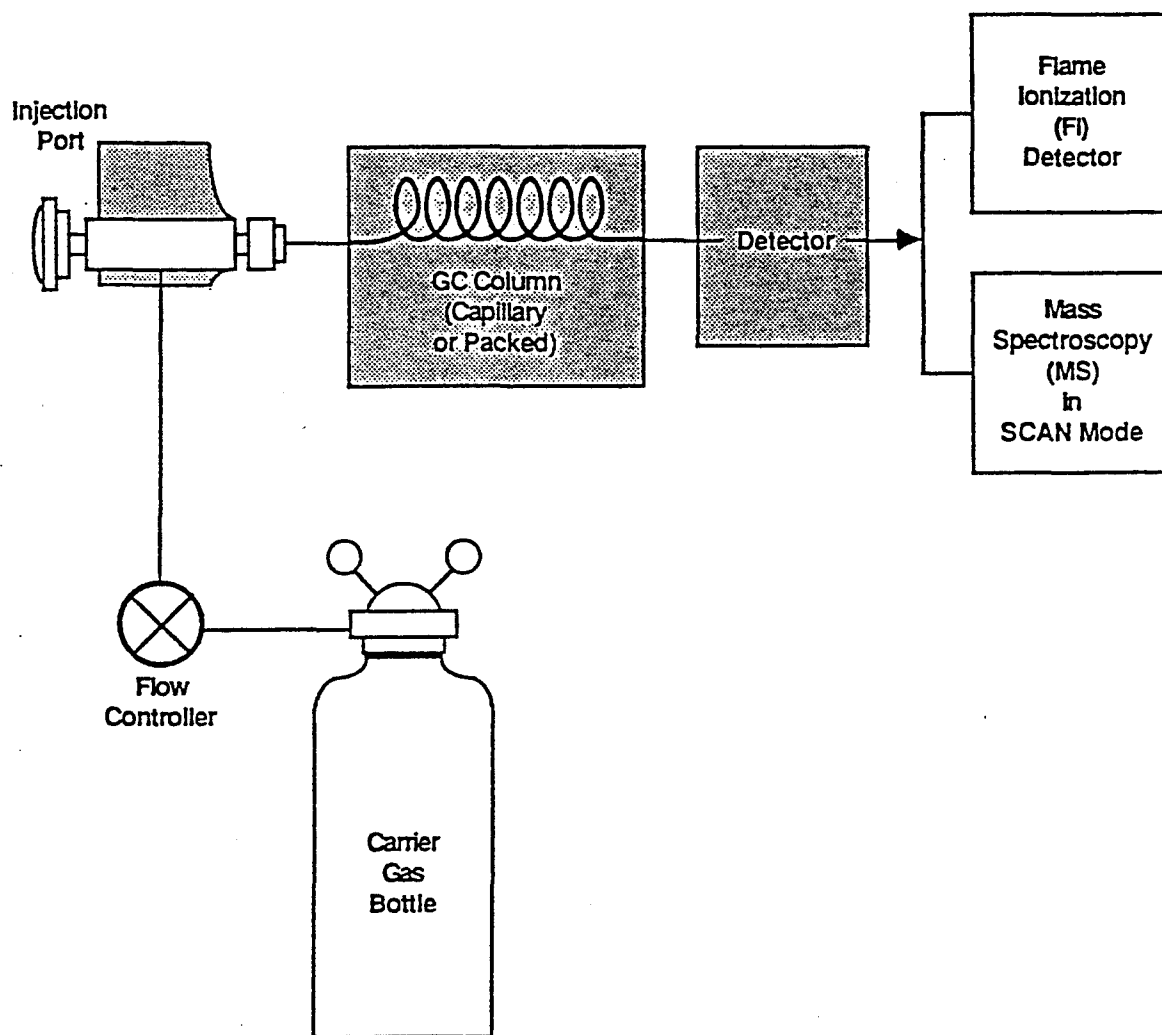 Injection
Port
GC Column
(Capillary
or Packed)
Detector
Flame
Ionization
(FI)
Detector
Mass
Spectroscopy
(MS)
in
SCAN Mode
Flow
Controller
Carrier
Gas
Bottle